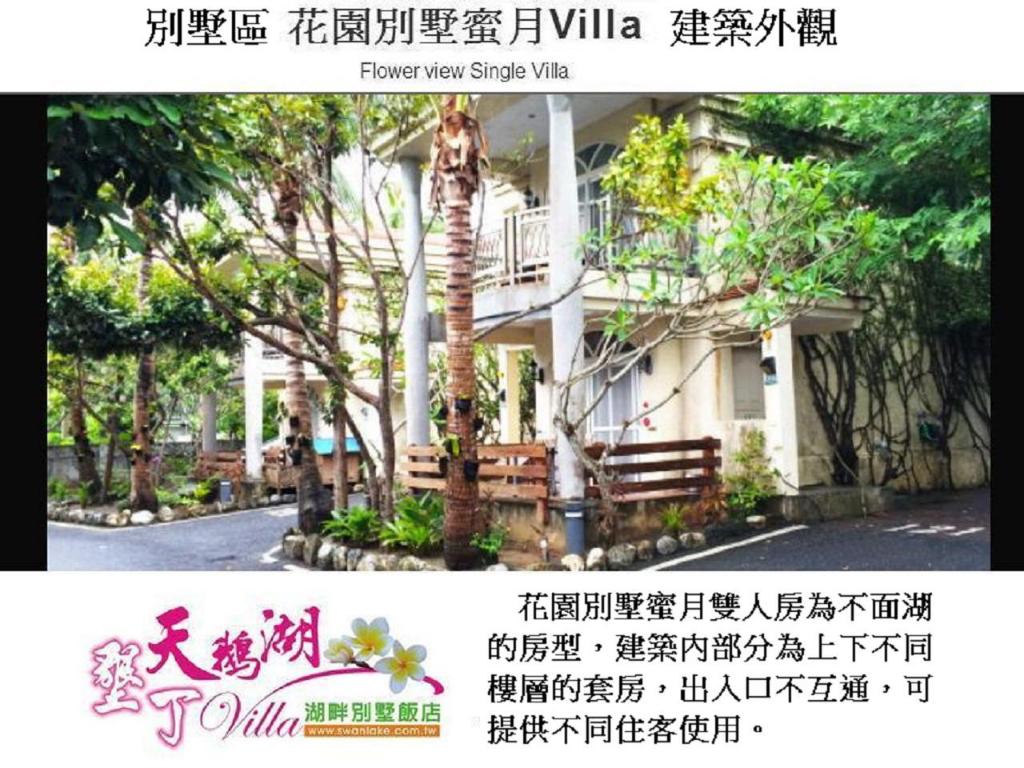 別墅區 花園別墅蜜月Villa 建築外觀
Flower view Single Villa
墾丁天鵝湖Villa
湖畔別墅飯店
www.swanlake.com.tw
花園別墅蜜月雙人房為不面湖
的房型，建築內部分為上下不同
樓層的套房，出入口不互通，可
提供不同住客使用。